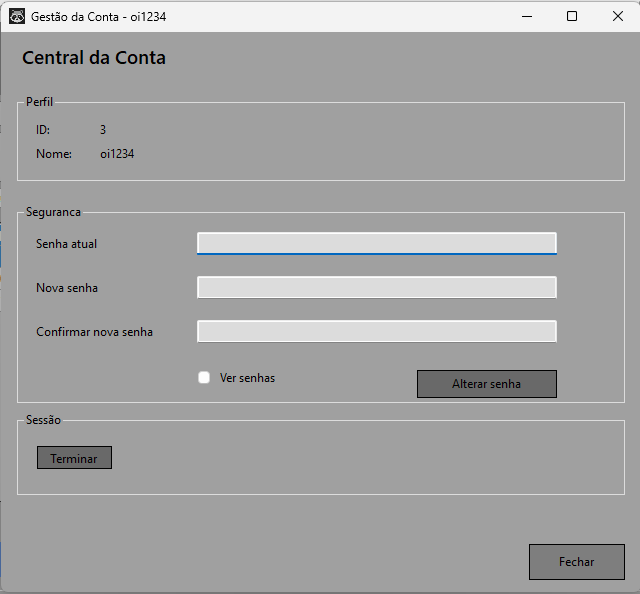 Gestão da Conta - oi1234
Central da Conta
Perfil
ID: 3
Nome: oi1234
Seguranca
Senha atual
Nova senha
Confirmar nova senha
Ver senhas
Alterar senha
Sessão
Terminar
Fechar